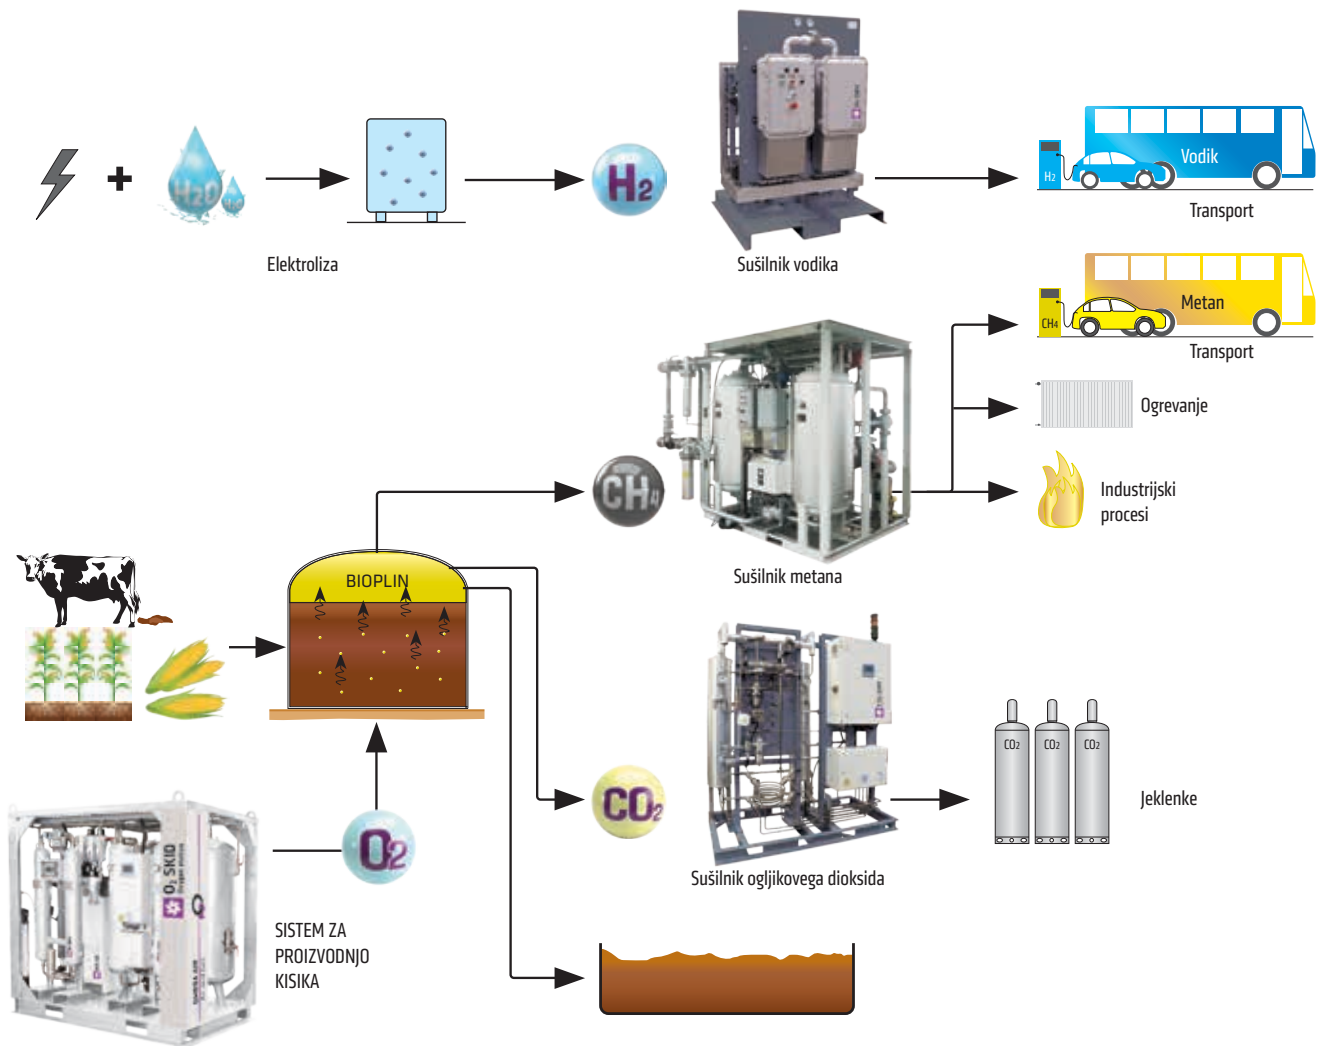 H2O
H2
Elektroliza
Sušilnik vodika
H2
Vodik
Transport
CH4
Metan
Transport
Ogrevanje
CH4
Industrijski
procesi
Sušilnik metana
BIOPLIN
CO2
CO2
CO2
CO2
Jeklenke
Sušilnik ogljikovega dioksida
O2
O2 SKID
SISTEM ZA
PROIZVODNJO
KISIKA